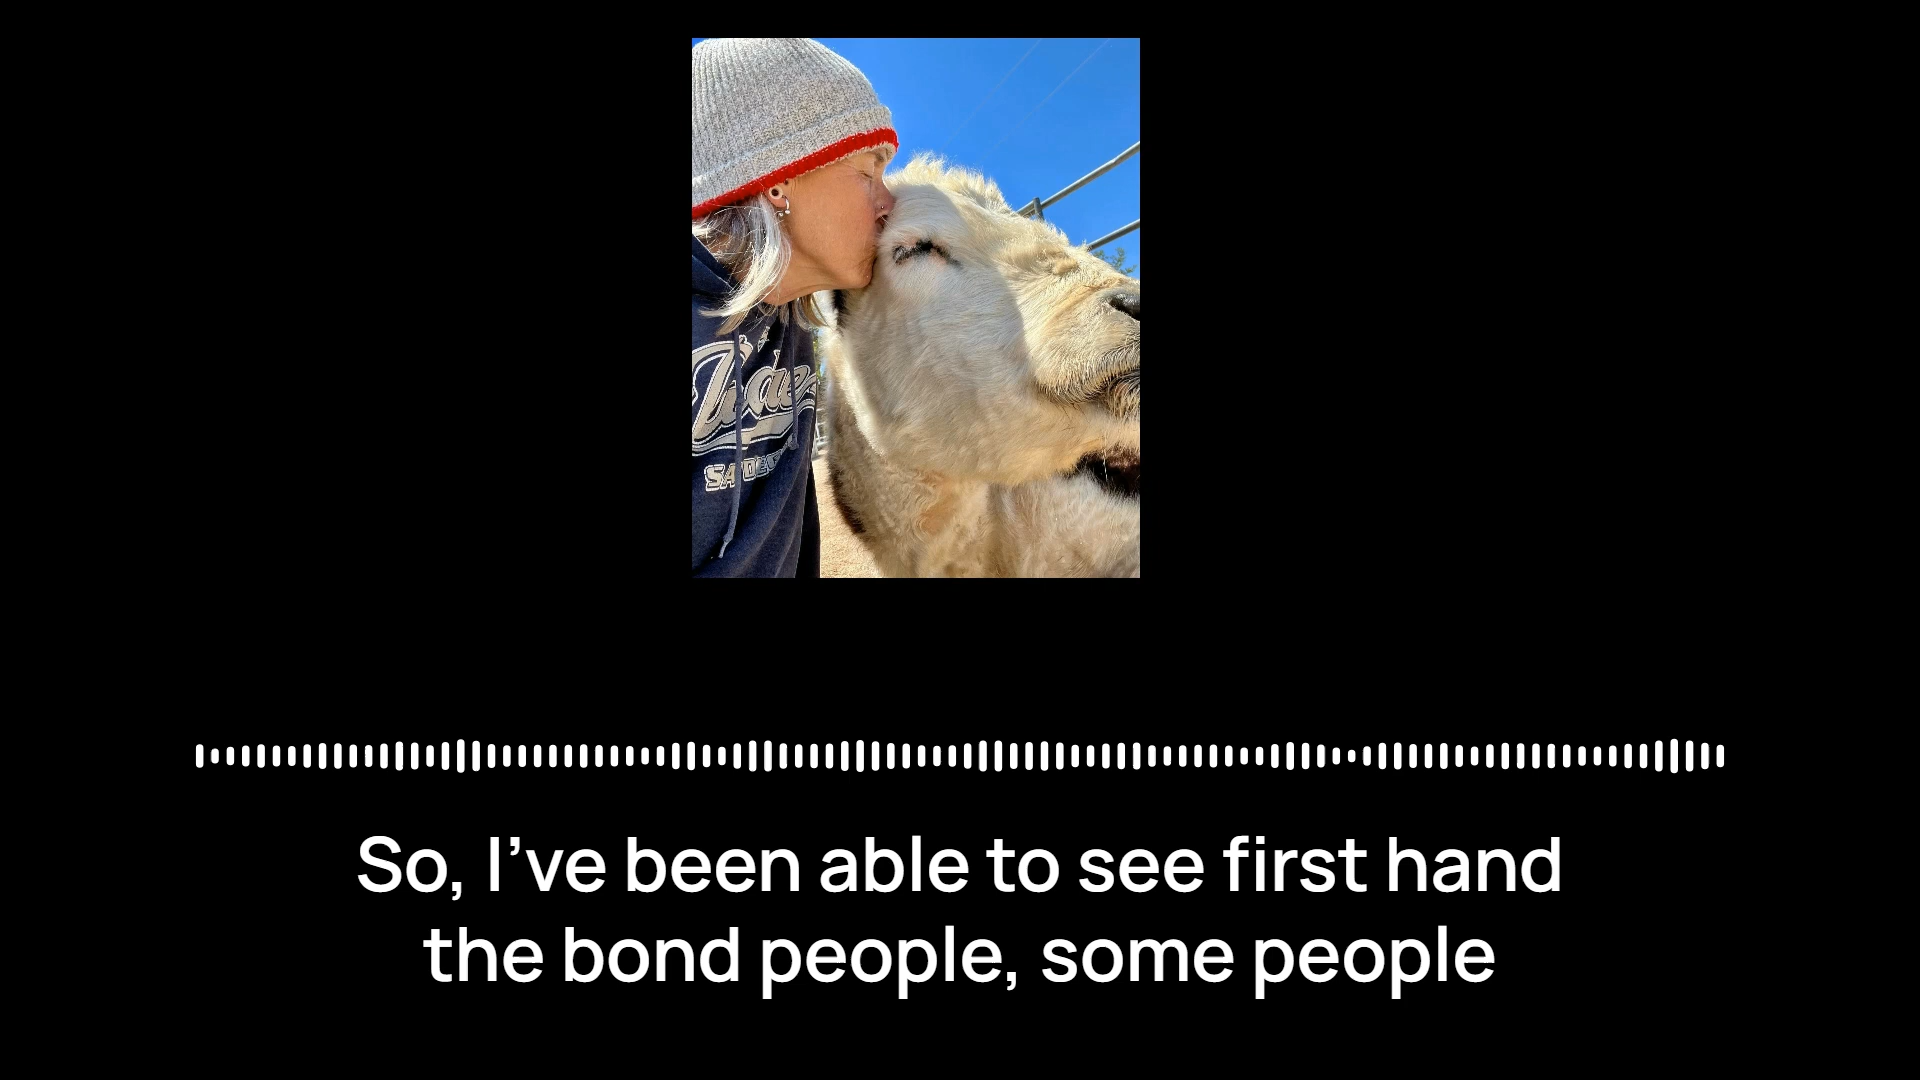 So, I've been able to see first hand
the bond people, some people